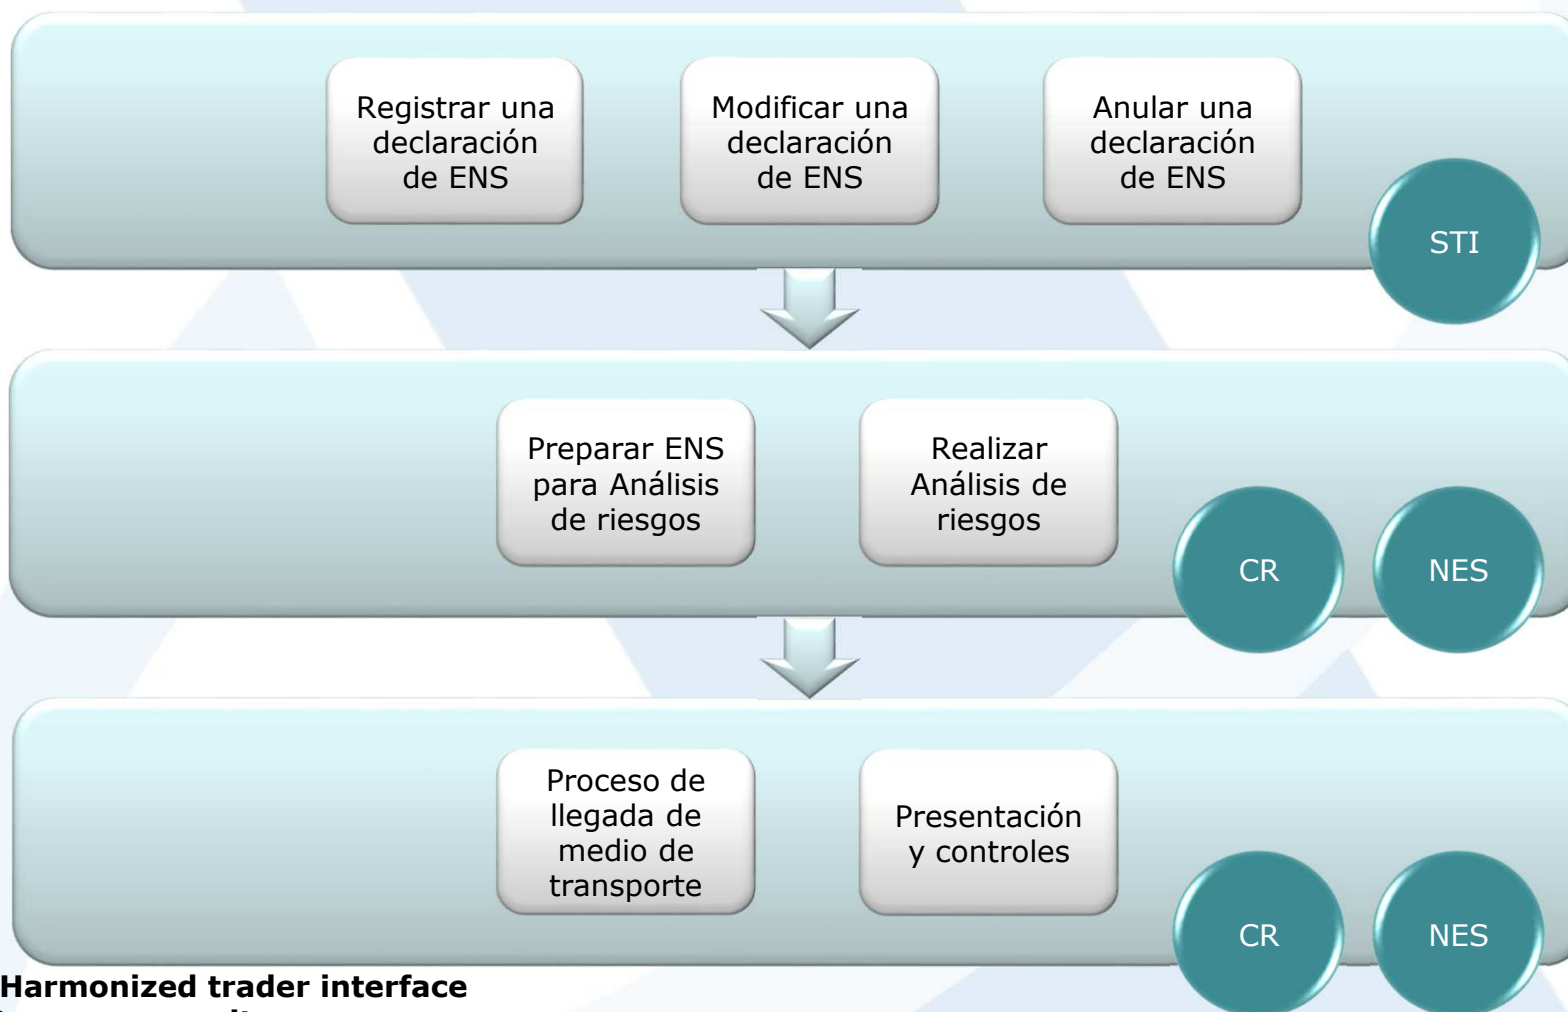 Registrar una
declaración
de ENS
Modificar una
declaración
de ENS
Anular una
declaración
de ENS
STI
Preparar ENS
para Análisis
de riesgos
Realizar
Análisis de
riesgos
CR
NES
Proceso de
llegada de
medio de
transporte
Presentación
y controles
CR
NES
Harmonized trader interface